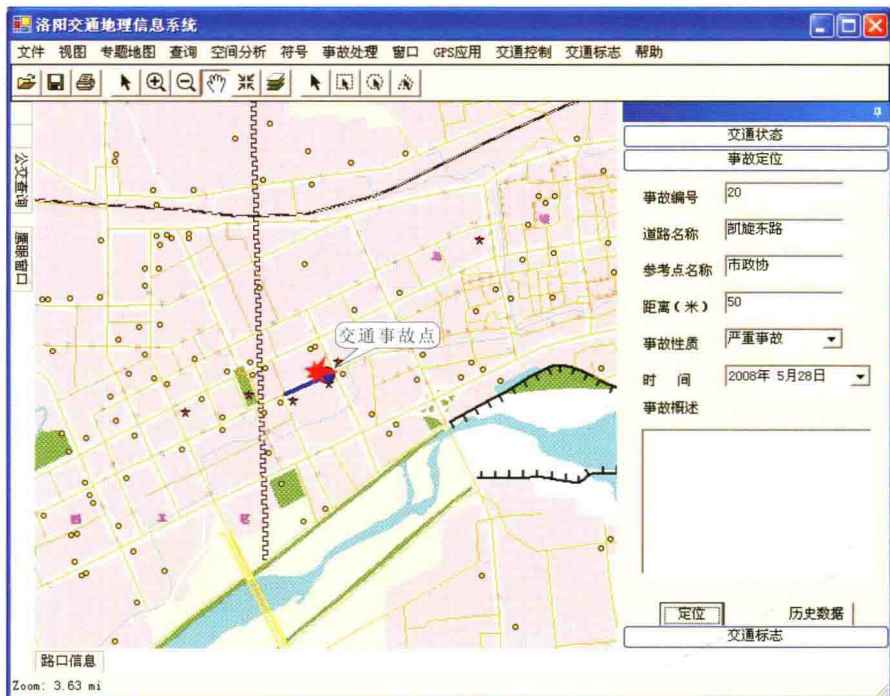 洛阳交通地理信息系统
文件 视图 专题地图 查询 空间分析 符号 事故处理 窗口 GPS应用 交通控制 交通标志 帮助
公交查询
鹰眼窗口
交通事故点
西 工 区
交通状态
事故定位
事故编号 20
道路名称 凯旋东路
参考点名称 市政协
距离(米) 50
事故性质 严重事故
时 间 2008年 5月28日
事故概述
定位 历史数据
交通标志
路口信息
Zoom: 3.63 mi